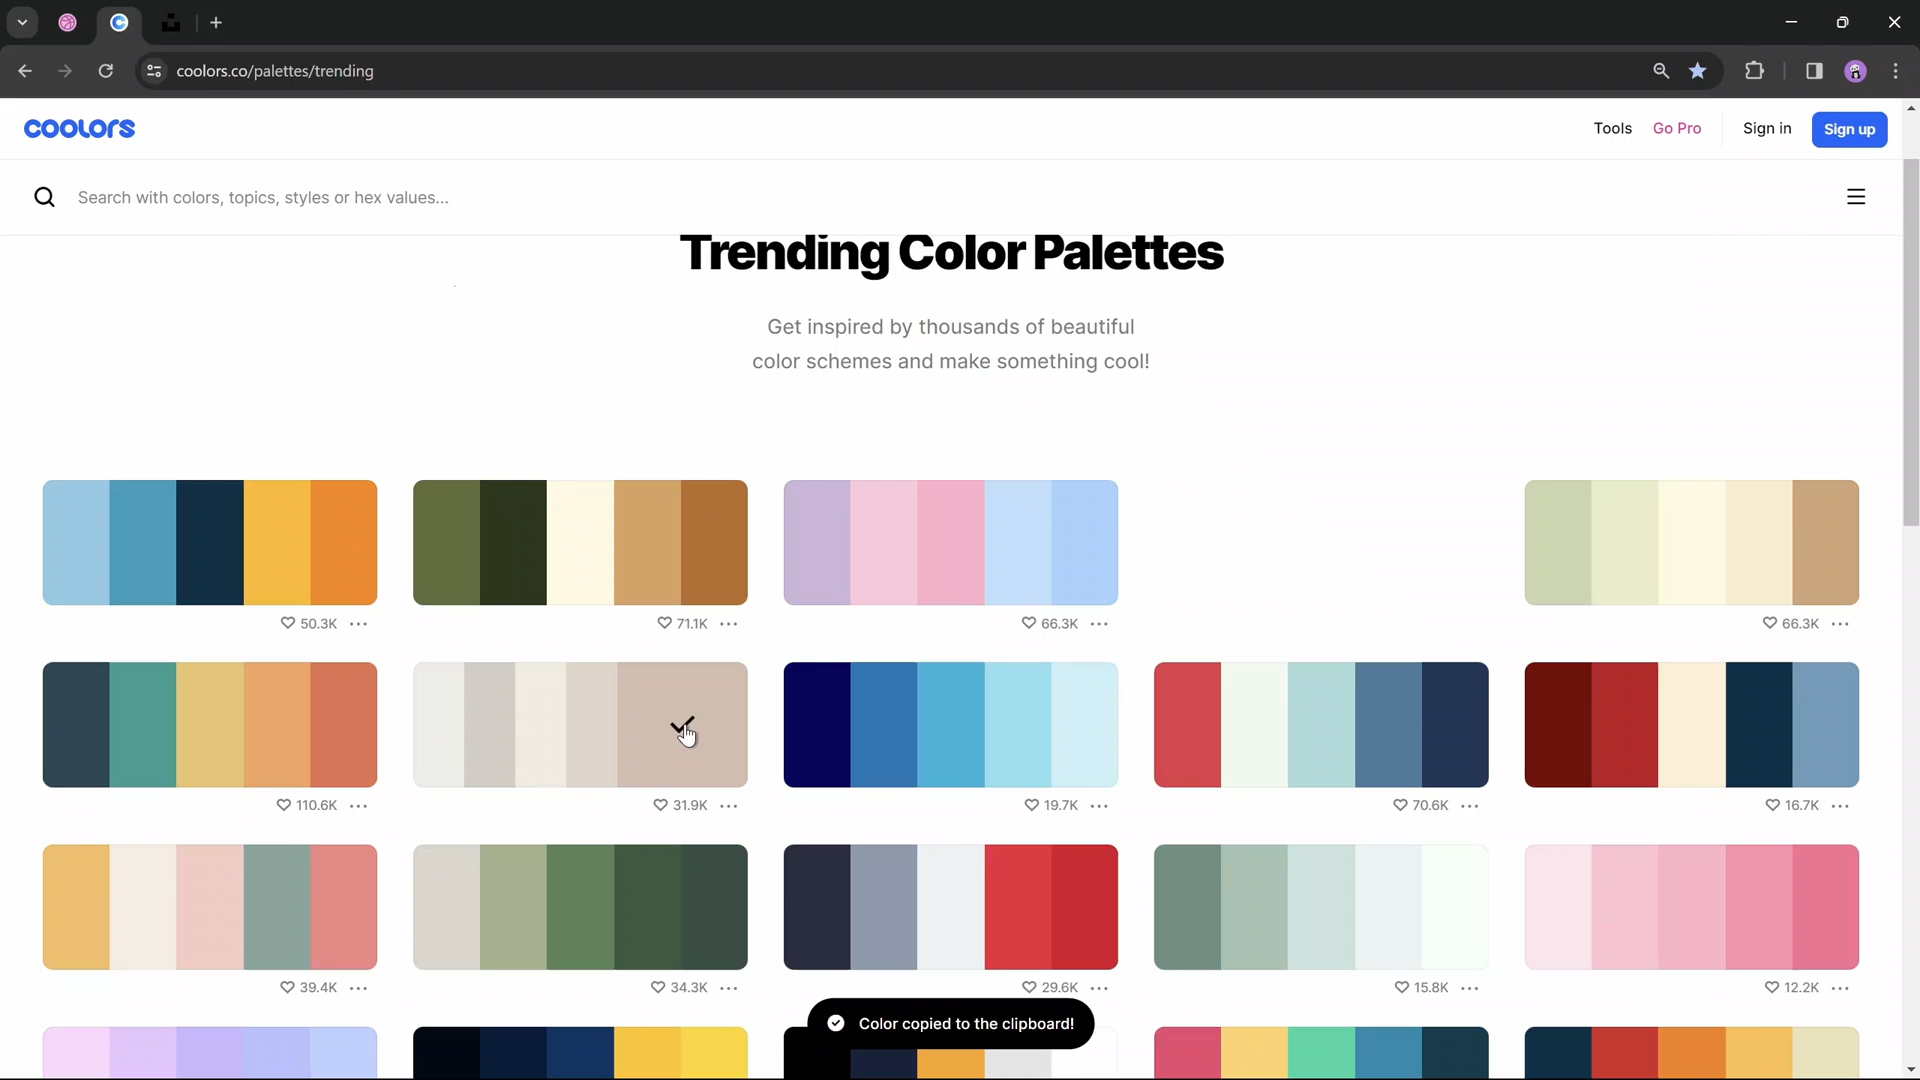 coolors.co/palettes/trending
coolors
Tools Go Pro Sign in Sign up
Search with colors, topics, styles or hex values...
Trending Color Palettes
Get inspired by thousands of beautiful
color schemes and make something cool!
50.3K 71.1K 66.3K 66.3K
110.6K 31.9K 19.7K 70.6K 16.7K
39.4K 34.3K 29.6K 15.8K 12.2K
Color copied to the clipboard!